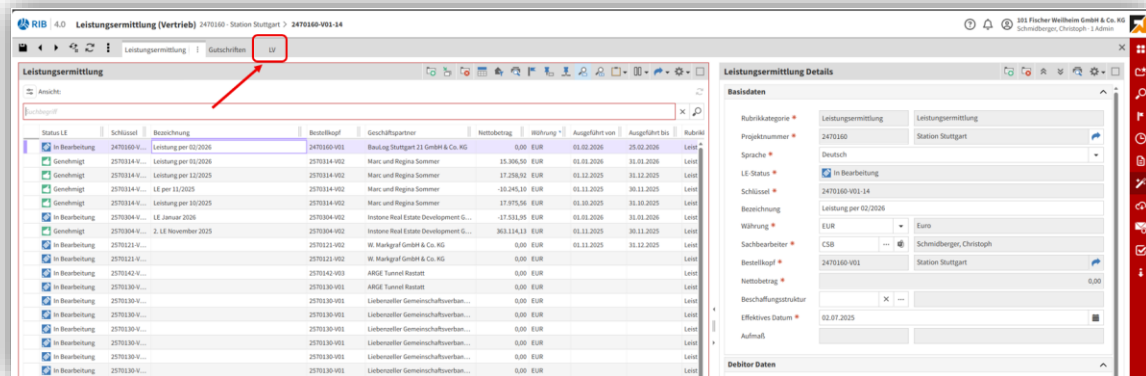 RIB 4.0 Leistungsermittlung (Vertrieb) 2470160 - Station Stuttgart > 2470160-V01-14
101 Fischer Weilheim GmbH & Co. KG
Schmidberger, Christoph - 1 Admin
Leistungsermittlung Gutschriften LV
Leistungsermittlung
Ansicht:
Suchbegriff
Status LE Schlüssel Bezeichnung Bestellkopf Geschäftspartner Nettobetrag Währung Ausgeführt von Ausgeführt bis Rubrik
In Bearbeitung 2470160-V... Leistung per 02/2026 2470160-V01 BauLog Stuttgart 21 GmbH & Co. KG 0,00 EUR 01.02.2026 25.02.2026 Leist
Genehmigt 2570314-V... Leistung per 01/2026 2570314-V02 Marc und Regina Sommer 15.306,50 EUR 01.01.2026 31.01.2026 Leist
Genehmigt 2570314-V... Leistung per 12/2025 2570314-V02 Marc und Regina Sommer 17.258,92 EUR 01.12.2025 31.12.2025 Leist
Genehmigt 2570314-V... LE per 11/2025 2570314-V02 Marc und Regina Sommer -10.245,10 EUR 01.11.2025 30.11.2025 Leist
Genehmigt 2570314-V... Leistung per 10/2025 2570314-V02 Marc und Regina Sommer 17.975,56 EUR 01.10.2025 31.10.2025 Leist
In Bearbeitung 2570304-V... LE Januar 2026 2570304-V02 Instone Real Estate Development G... -17.531,95 EUR 01.01.2026 31.01.2026 Leist
Genehmigt 2570304-V... 2. LE November 2025 2570304-V02 Instone Real Estate Development G... 363.114,13 EUR 01.11.2025 30.11.2025 Leist
In Bearbeitung 2570121-V... 2570121-V02 W. Markgraf GmbH & Co. KG 0,00 EUR 01.11.2025 31.12.2025 Leist
In Bearbeitung 2570121-V... 2570121-V02 W. Markgraf GmbH & Co. KG 0,00 EUR Leist
In Bearbeitung 2570142-V... 2570142-V03 ARGE Tunnel Rastatt 0,00 EUR Leist
In Bearbeitung 2570130-V... 2570130-V01 ARGE Tunnel Rastatt 0,00 EUR Leist
In Bearbeitung 2570130-V... 2570130-V01 Liebenzeller Gemeinschaftsverban... 0,00 EUR Leist
In Bearbeitung 2570130-V... 2570130-V01 Liebenzeller Gemeinschaftsverban... 0,00 EUR Leist
In Bearbeitung 2570130-V... 2570130-V01 Liebenzeller Gemeinschaftsverban... 0,00 EUR Leist
In Bearbeitung 2570130-V... 2570130-V01 Liebenzeller Gemeinschaftsverban... 0,00 EUR Leist
In Bearbeitung 2570130-V... 2570130-V01 Liebenzeller Gemeinschaftsverban... 0,00 EUR Leist
Leistungsermittlung Details
Basisdaten
Rubrikkategorie * Leistungsermittlung Leistungsermittlung
Projektnummer * 2470160 Station Stuttgart
Sprache * Deutsch
LE-Status * In Bearbeitung
Schlüssel * 2470160-V01-14
Bezeichnung Leistung per 02/2026
Währung * EUR Euro
Sachbearbeiter * CSB Schmidberger, Christoph
Bestellkopf * 2470160-V01 Station Stuttgart
Nettobetrag * 0,00
Beschaffungsstruktur
Effektives Datum * 02.07.2025
Aufmaß
Debitor Daten